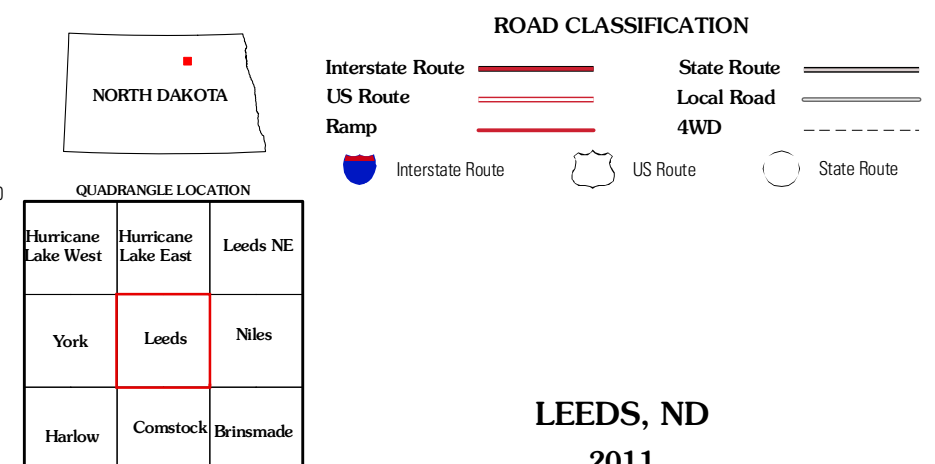 NORTH DAKOTA
QUADRANGLE LOCATION
Hurricane Lake West
Hurricane Lake East
Leeds NE
York
Leeds
Niles
Harlow
Comstock
Brinsmade
ROAD CLASSIFICATION
Interstate Route
State Route
US Route
Local Road
Ramp
4WD
Interstate Route
US Route
State Route
LEEDS, ND
2011